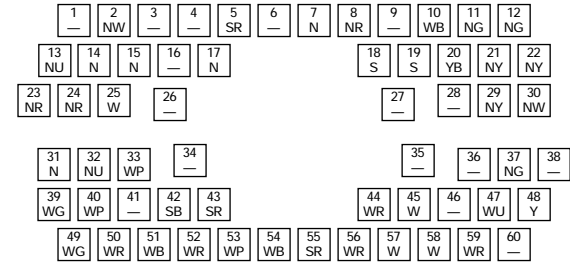 1 2 3 4 5 6 7 8 9 10 11 12
— NW — — SR — N NR — WB NG NG
13 14 15 16 17 18 19 20 21 22
NU N N — N S S YB NY NY
23 24 25 26 27 28 29 30
NR NR W — — — NY NW
31 32 33 34 35 36 37 38
N NU WP — — — NG —
39 40 41 42 43 44 45 46 47 48
WG WP — SB SR WR W — WU Y
49 50 51 52 53 54 55 56 57 58 59 60
WG WR WB WR WP WB SR WR W W WR —